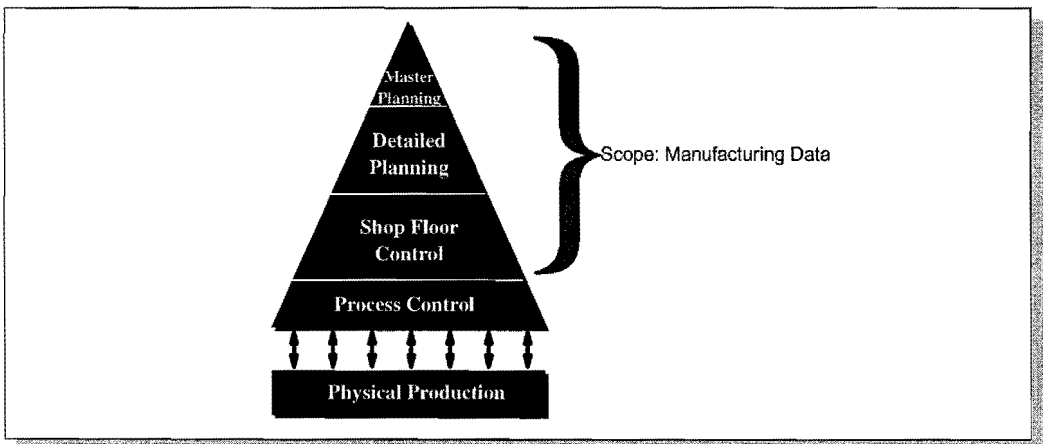 Master
Planning
Detailed
Planning
Scope: Manufacturing Data
Shop Floor
Control
Process Control
Physical Production